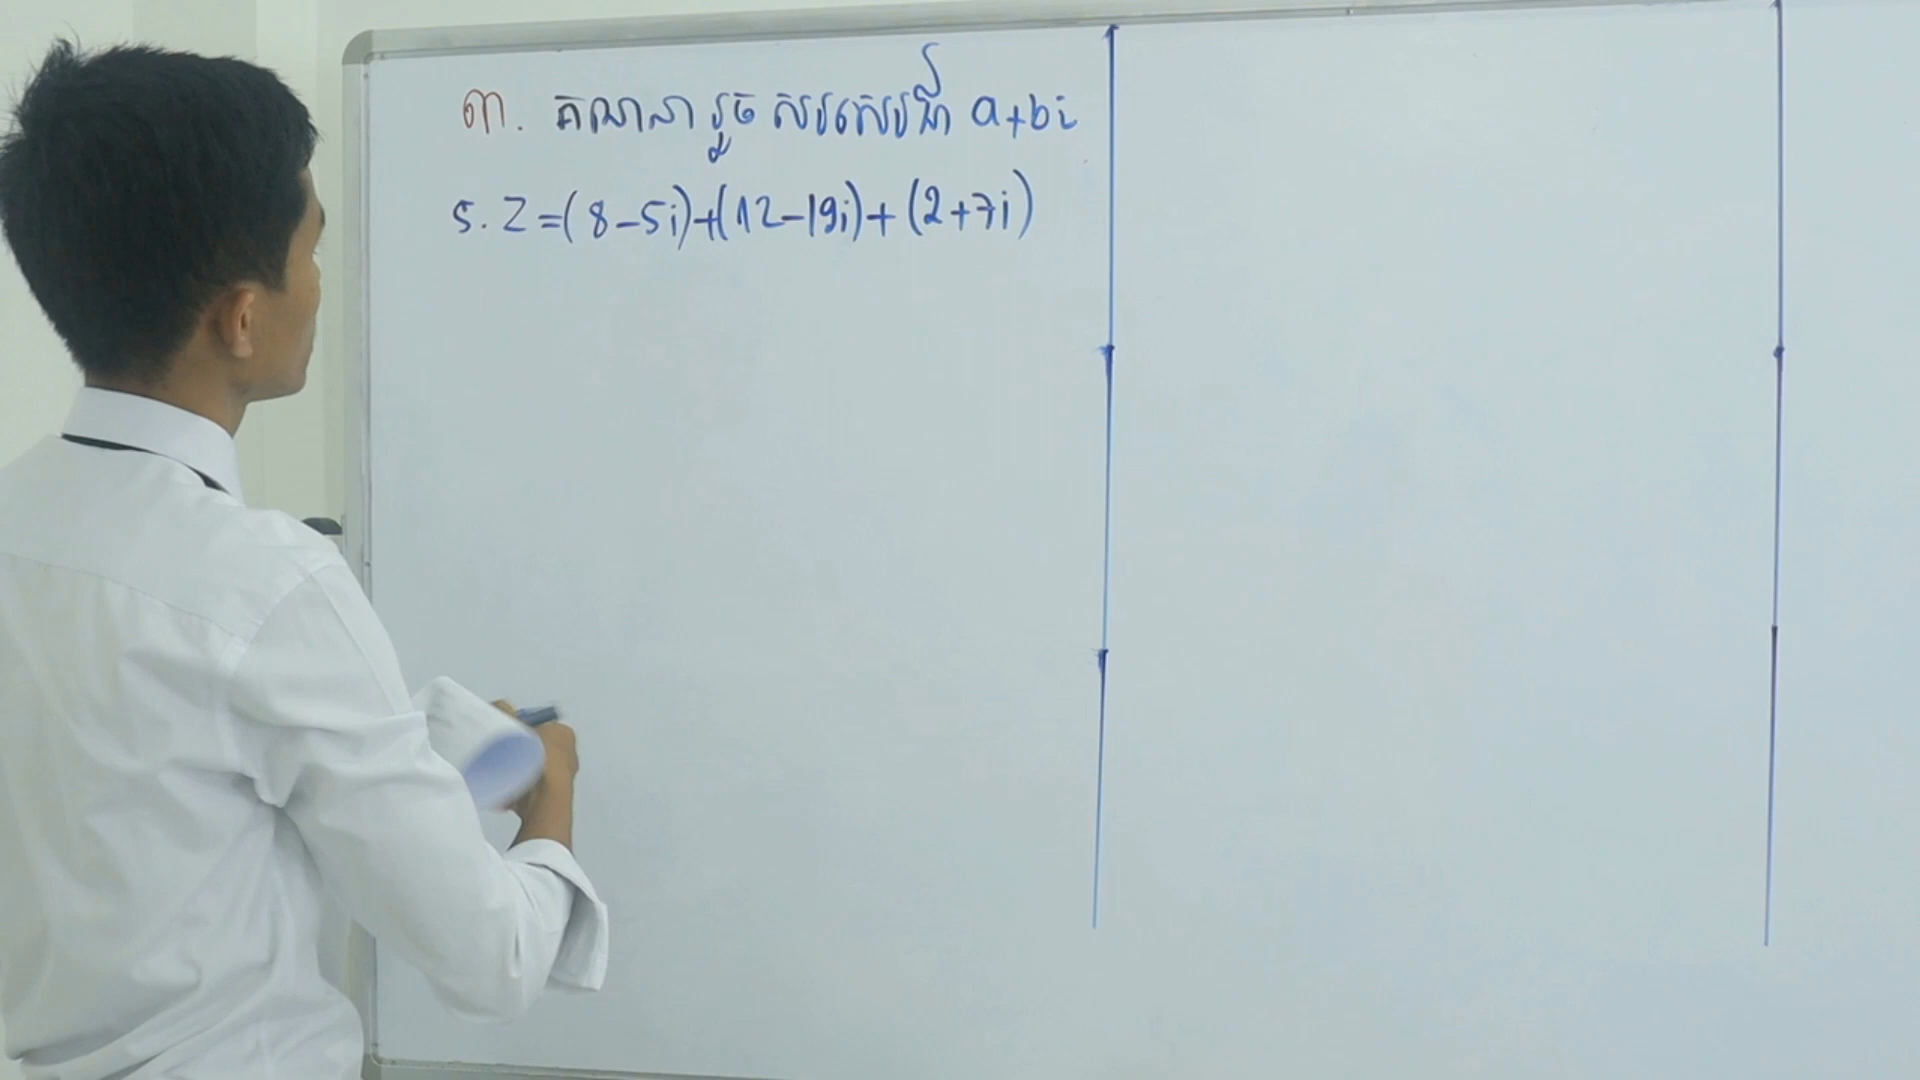 ៣. គណនា រួច សរសេរជា a+bi
5. Z=(8-5i)+(12-19i)+(2+7i)